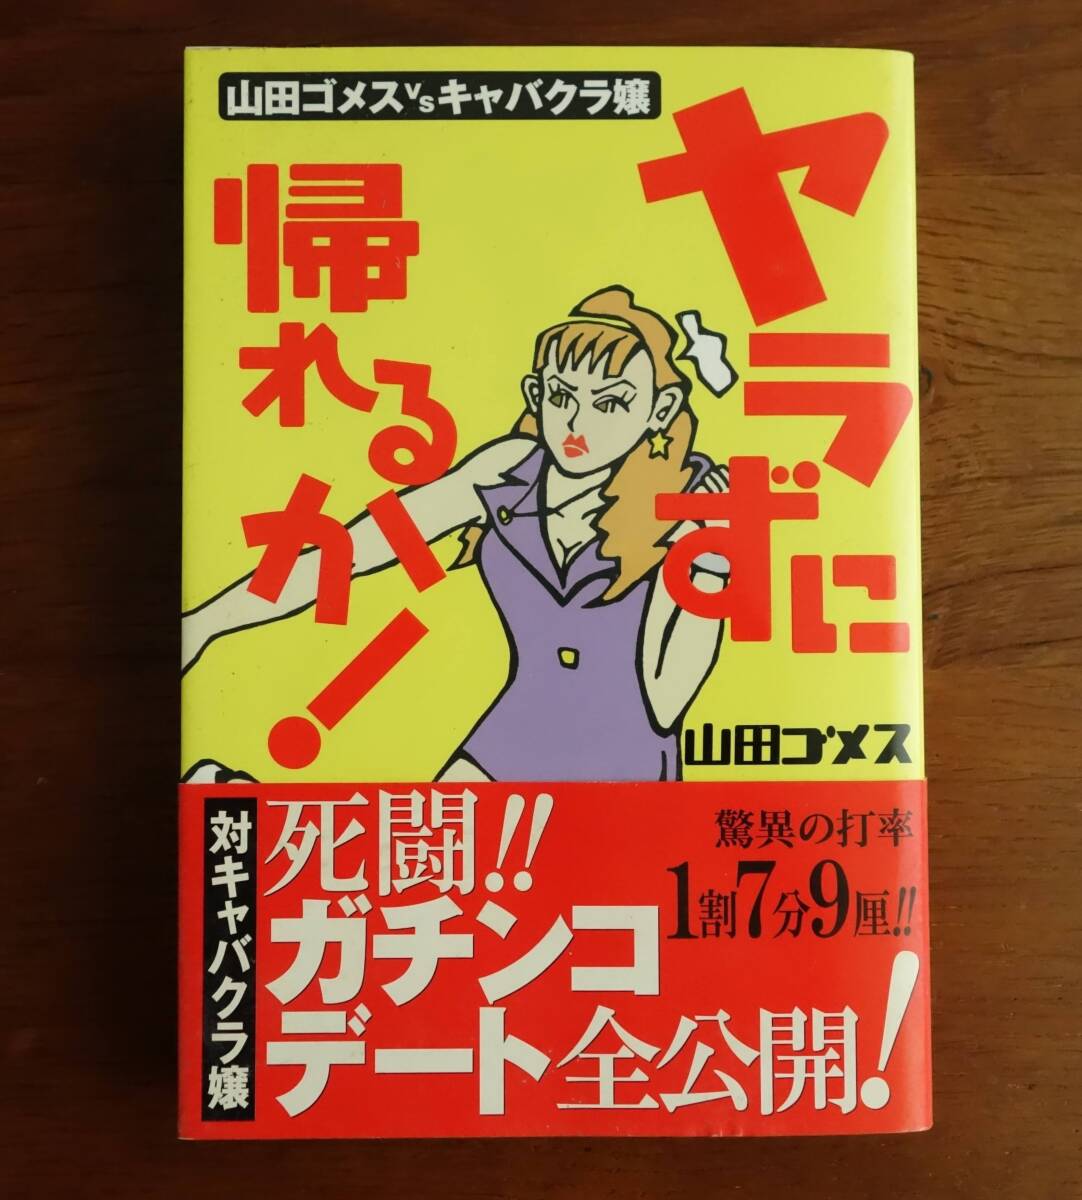 山田ゴメスvsキャバクラ嬢
ヤラずに
帰れるか!
山田ゴメス
驚異の打率
1割7分9厘!!
死闘!!
ガチンコ
デート全公開!
対キャバクラ嬢